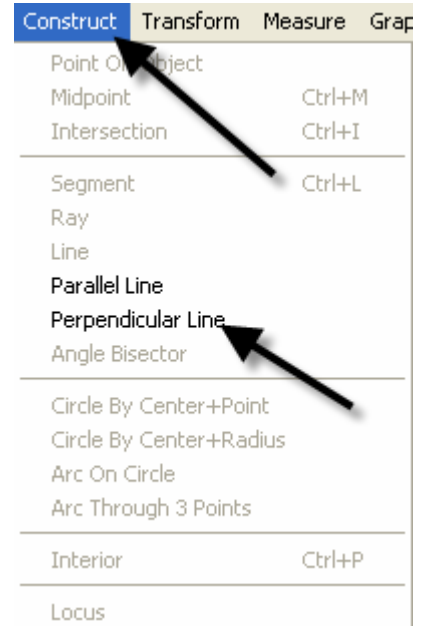 Construct Transform Measure Grap
Point On Object
Midpoint Ctrl+M
Intersection Ctrl+I
Segment Ctrl+L
Ray
Line
Parallel Line
Perpendicular Line
Angle Bisector
Circle By Center+Point
Circle By Center+Radius
Arc On Circle
Arc Through 3 Points
Interior Ctrl+P
Locus